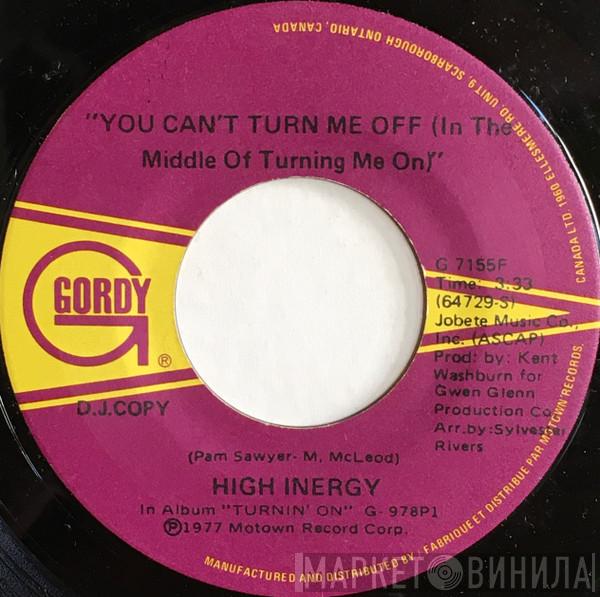 "YOU CAN'T TURN ME OFF (In The
Middle Of Turning Me On)"
GORDY
®
D.J.COPY
G 7155F
Time: 3:33
(64729-S)
Jobete Music Co.,
Inc. (ASCAP)
Prod: by: Kent
Washburn for
Gwen Glenn
Production Co.
Arr.by:Sylvester
Rivers
(Pam Sawyer- M. McLeod)
HIGH INERGY
In Album "TURNIN' ON" G-978P1
Ⓟ1977 Motown Record Corp.
MANUFACTURED AND DISTRIBUTED BY / FABRIQUE ET DISTRIBUE PAR MOTOWN RECORDS,
CANADA LTD. 1960 ELLESMERE RD. UNIT 9, SCARBOROUGH ONTARIO, CANADA
МАРКЕТ ВИНИЛА